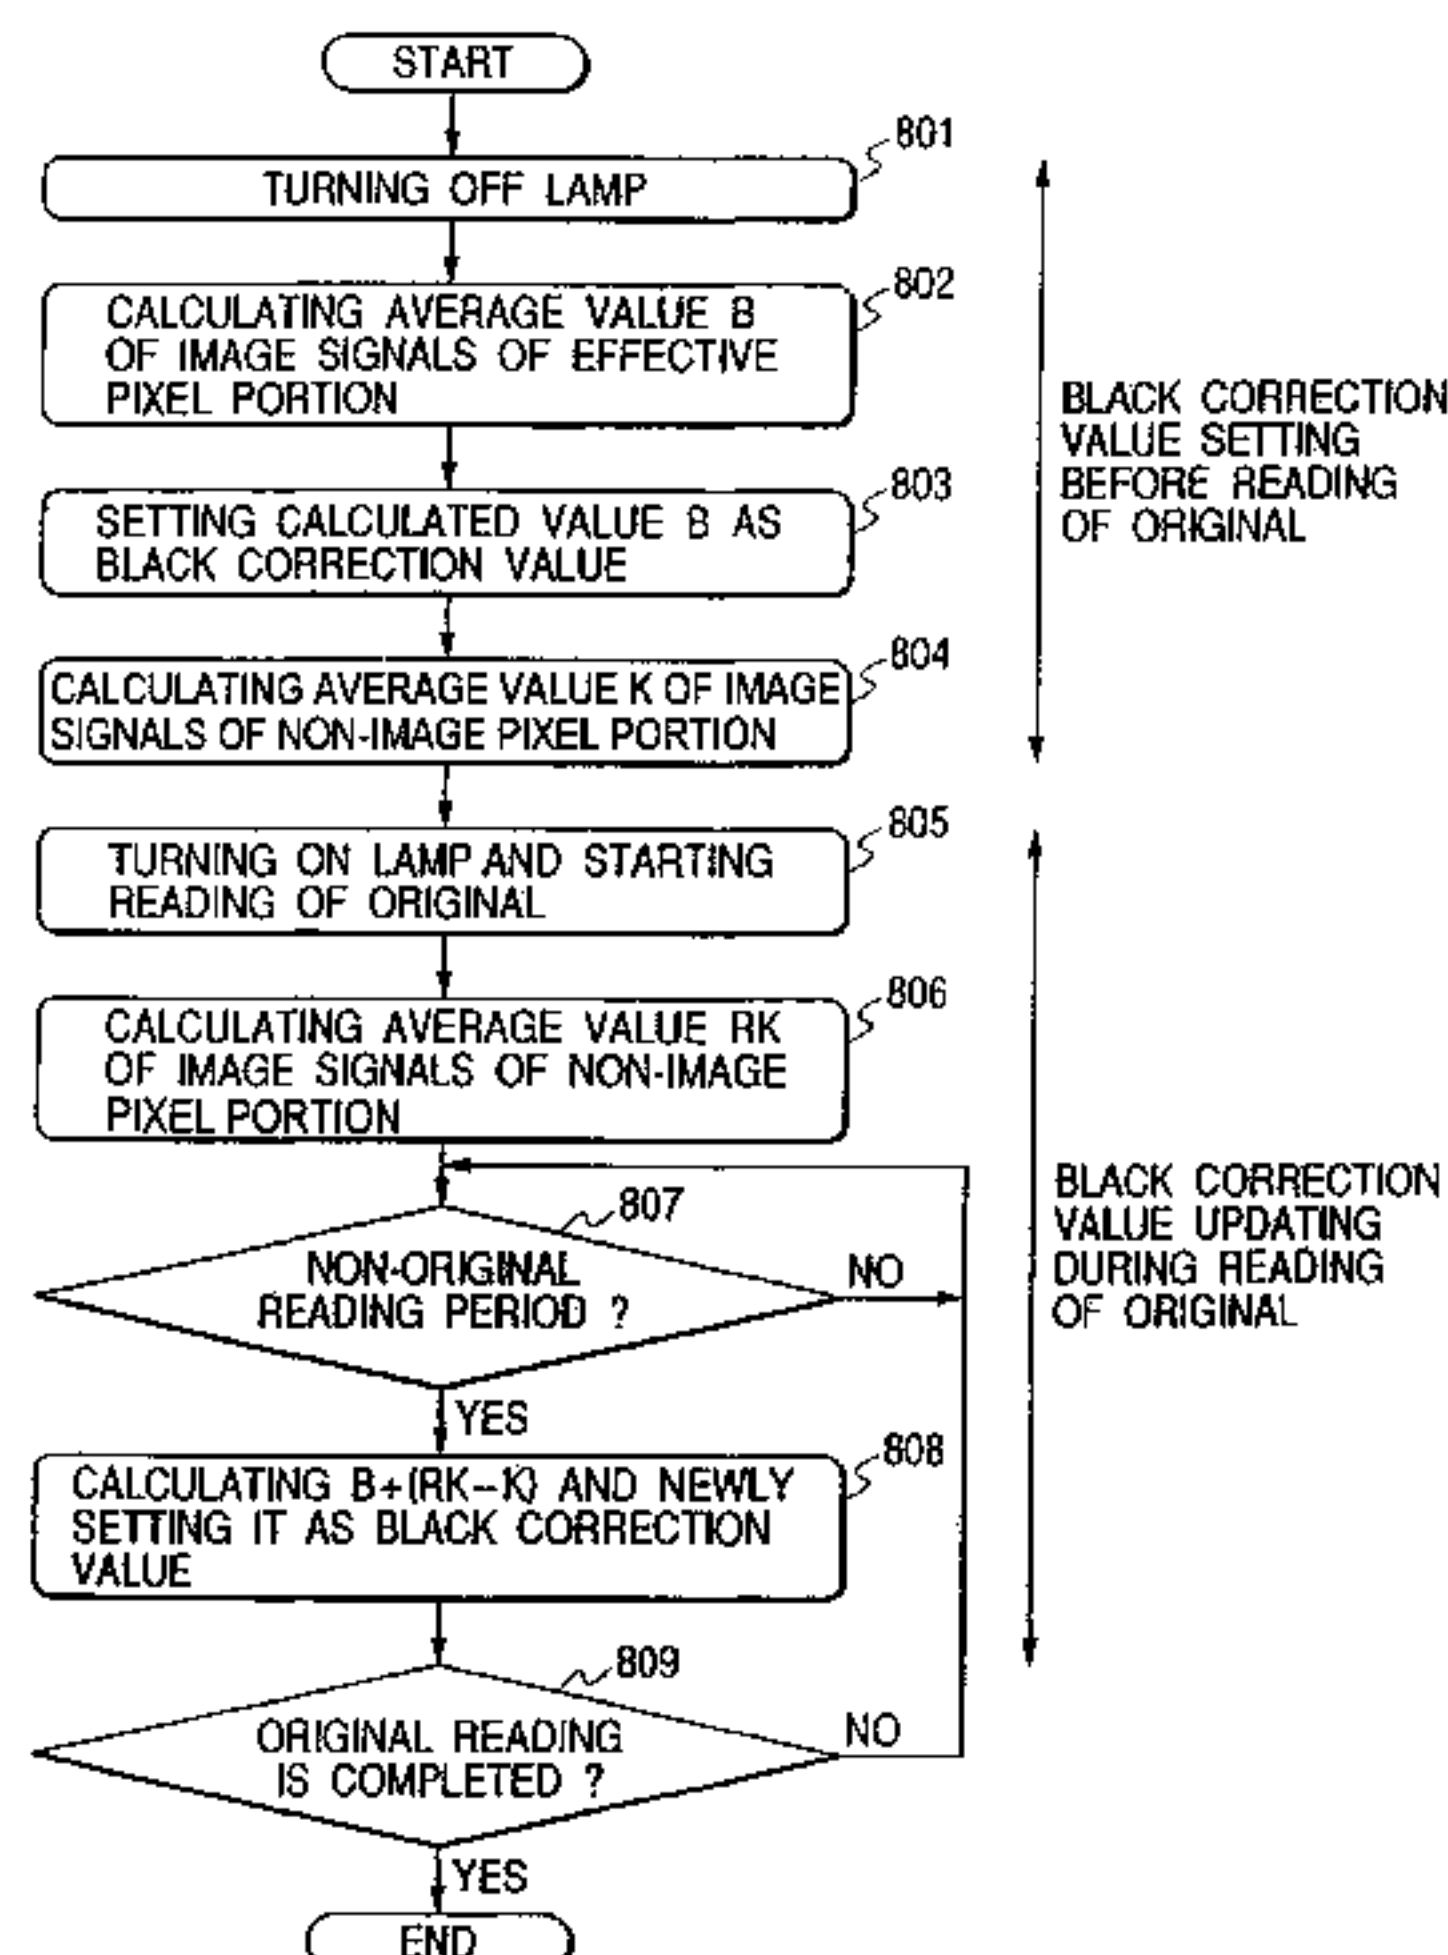 START
801
TURNING OFF LAMP
802
CALCULATING AVERAGE VALUE B
OF IMAGE SIGNALS OF EFFECTIVE
PIXEL PORTION
803
SETTING CALCULATED VALUE B AS
BLACK CORRECTION VALUE
804
CALCULATING AVERAGE VALUE K OF IMAGE
SIGNALS OF NON-IMAGE PIXEL PORTION
BLACK CORRECTION
VALUE SETTING
BEFORE READING
OF ORIGINAL
805
TURNING ON LAMP AND STARTING
READING OF ORIGINAL
806
CALCULATING AVERAGE VALUE RK
OF IMAGE SIGNALS OF NON-IMAGE
PIXEL PORTION
807
NON-ORIGINAL
READING PERIOD ?
NO
YES
808
CALCULATING B+(RK-K) AND NEWLY
SETTING IT AS BLACK CORRECTION
VALUE
BLACK CORRECTION
VALUE UPDATING
DURING READING
OF ORIGINAL
809
ORIGINAL READING
IS COMPLETED ?
NO
YES
END